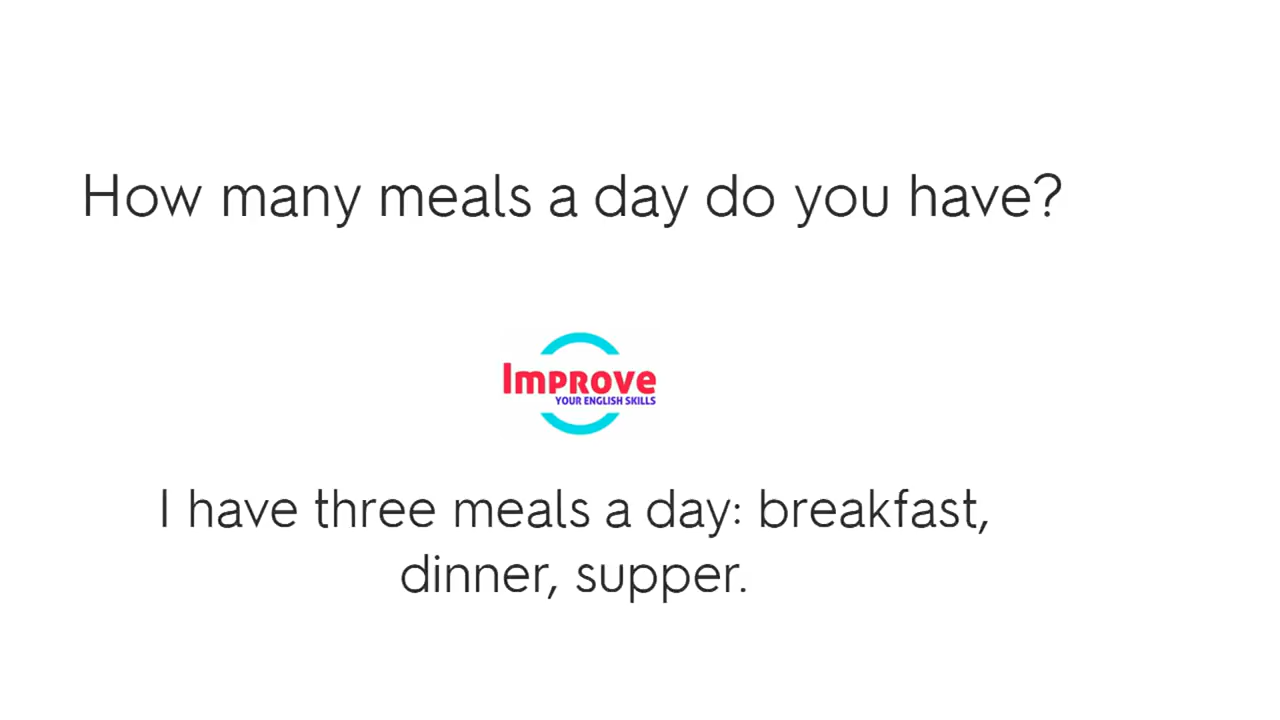 How many meals a day do you have?
Improve
YOUR ENGLISH SKILLS
I have three meals a day: breakfast,
dinner, supper.